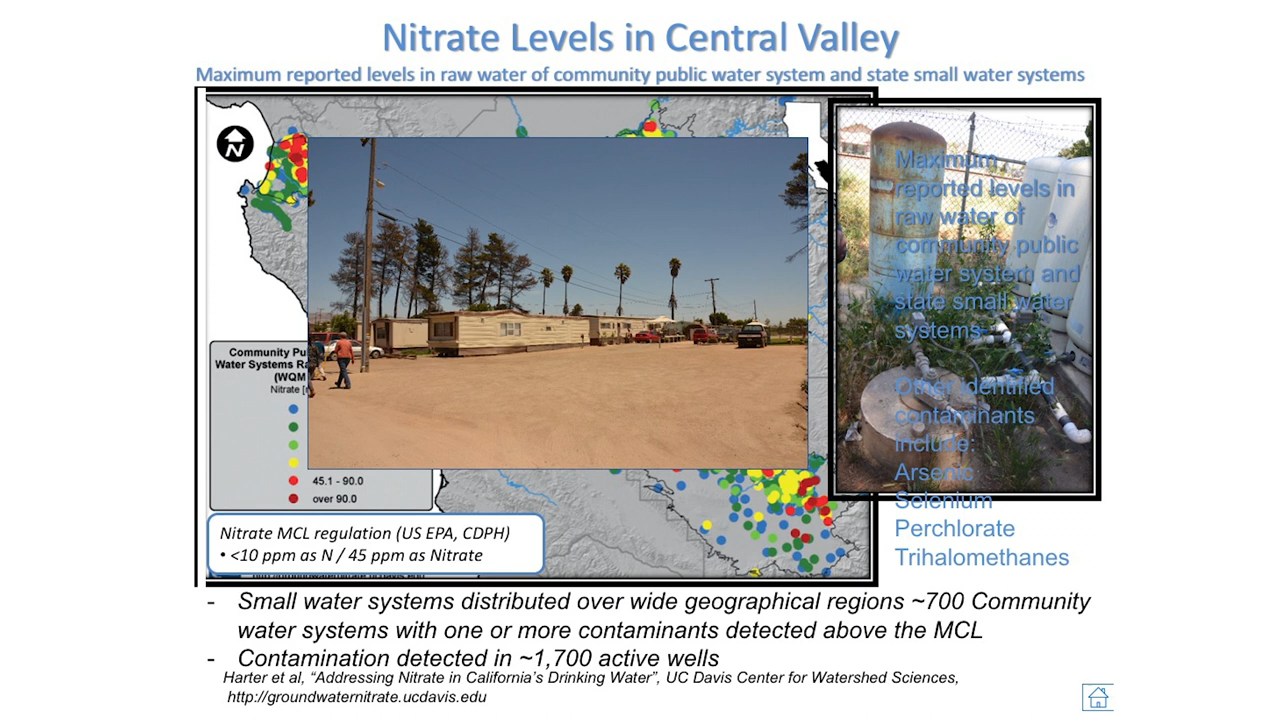 Nitrate Levels in Central Valley
Maximum reported levels in raw water of community public water system and state small water systems
N
Maximum
reported levels in
raw water of
community public
water system and
state small water
systems
Other identified
contaminants
include:
Arsenic
Selenium
Perchlorate
Trihalomethanes
Community Pu
Water Systems Ra
(WQM
Nitrate [
45.1 - 90.0
over 90.0
Nitrate MCL regulation (US EPA, CDPH)
• <10 ppm as N / 45 ppm as Nitrate
- Small water systems distributed over wide geographical regions ~700 Community
water systems with one or more contaminants detected above the MCL
- Contamination detected in ~1,700 active wells
Harter et al, “Addressing Nitrate in California’s Drinking Water”, UC Davis Center for Watershed Sciences,
http://groundwaternitrate.ucdavis.edu